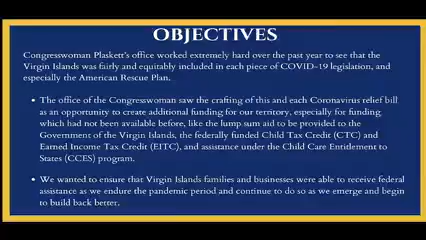 OBJECTIVES
Congresswoman Plaskett's office worked extremely hard over the past year to see that the
Virgin Islands was fairly and equitably included in each piece of COVID-19 legislation, and
especially the American Rescue Plan.
• The office of the Congresswoman saw the crafting of this and each Coronavirus relief bill
as an opportunity to create additional funding for our territory, especially for funding
which had not been available before, like the lump sum aid to be provided to the
Government of the Virgin Islands, the federally funded Child Tax Credit (CTC) and
Earned Income Tax Credit (EITC), and assistance under the Child Care Entitlement to
States (CCES) program.
• We wanted to ensure that Virgin Islands families and businesses were able to receive federal
assistance as we endure the pandemic period and continue to do so as we emerge and begin
to build back better.